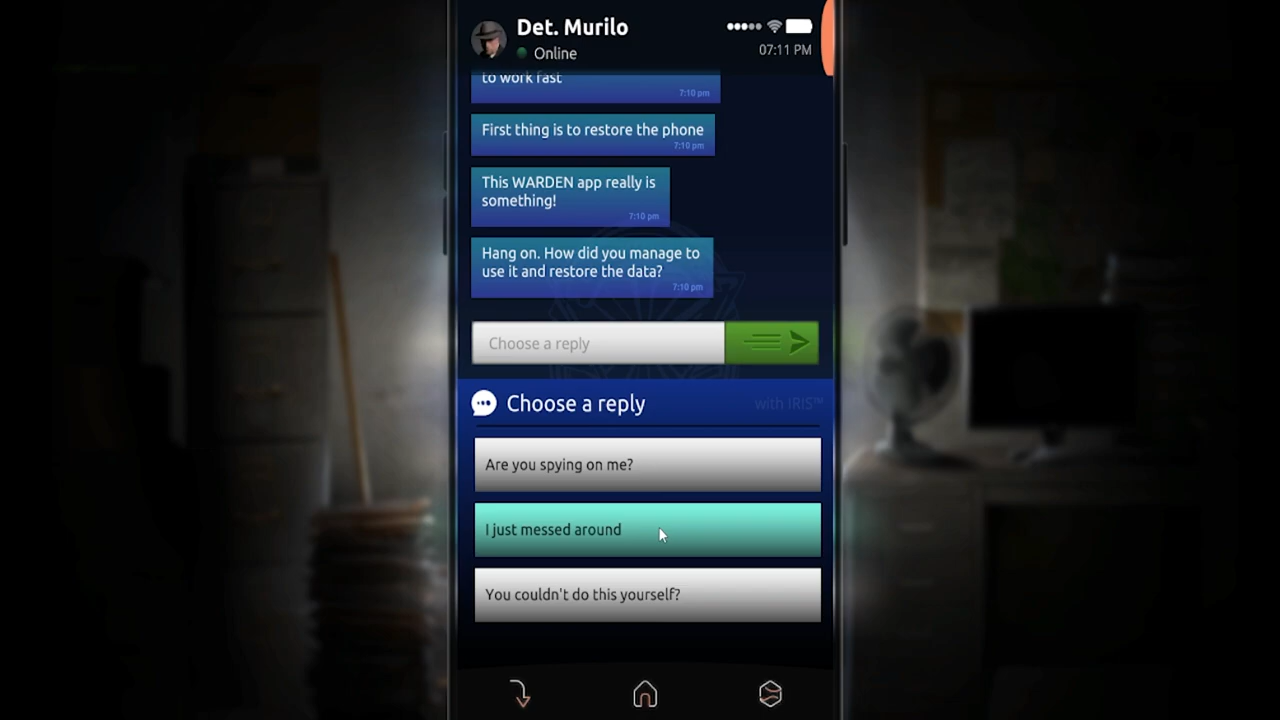 Det. Murilo
Online
07:11 PM
to work fast
7:10 pm
First thing is to restore the phone
7:10 pm
This WARDEN app really is
something!
7:10 pm
Hang on. How did you manage to
use it and restore the data?
7:10 pm
Choose a reply
Choose a reply
with IRIS™
Are you spying on me?
I just messed around
You couldn't do this yourself?